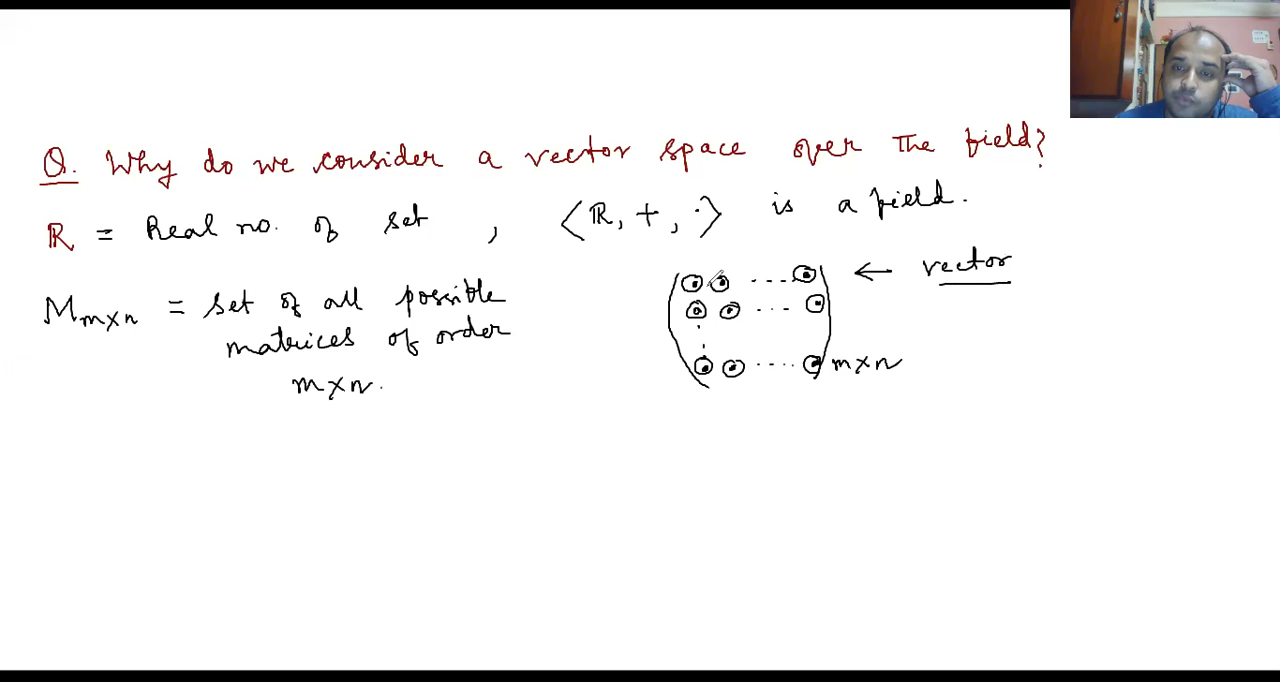 Q. Why do we consider a vector space over the field?
ℝ = Real no. of set , ⟨ℝ, +, ·⟩ is a field.
M_{m×n} = set of all possible
matrices of order
m×n.
← vector
m×n